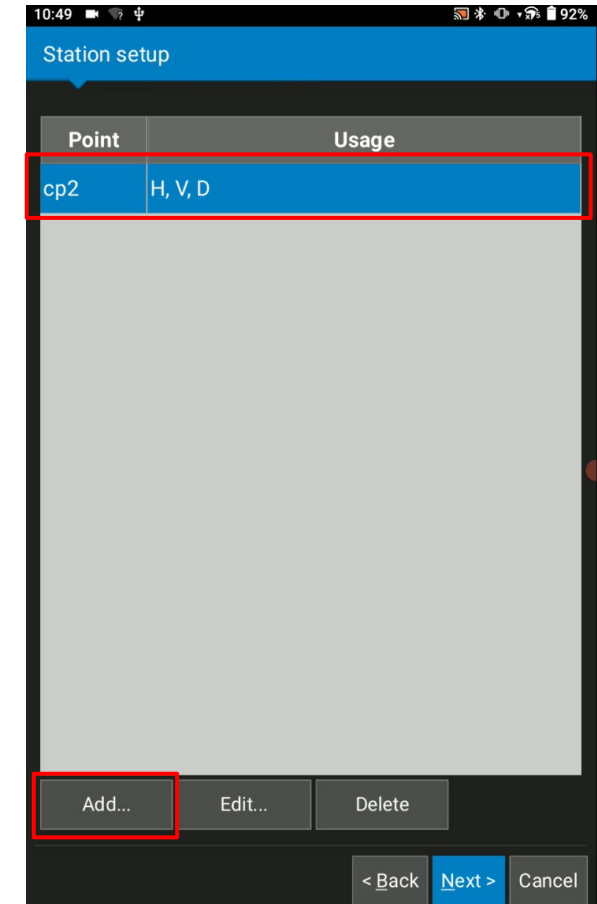 10:49 92%
Station setup
Point Usage
cp2 H, V, D
Add... Edit... Delete
< Back Next > Cancel